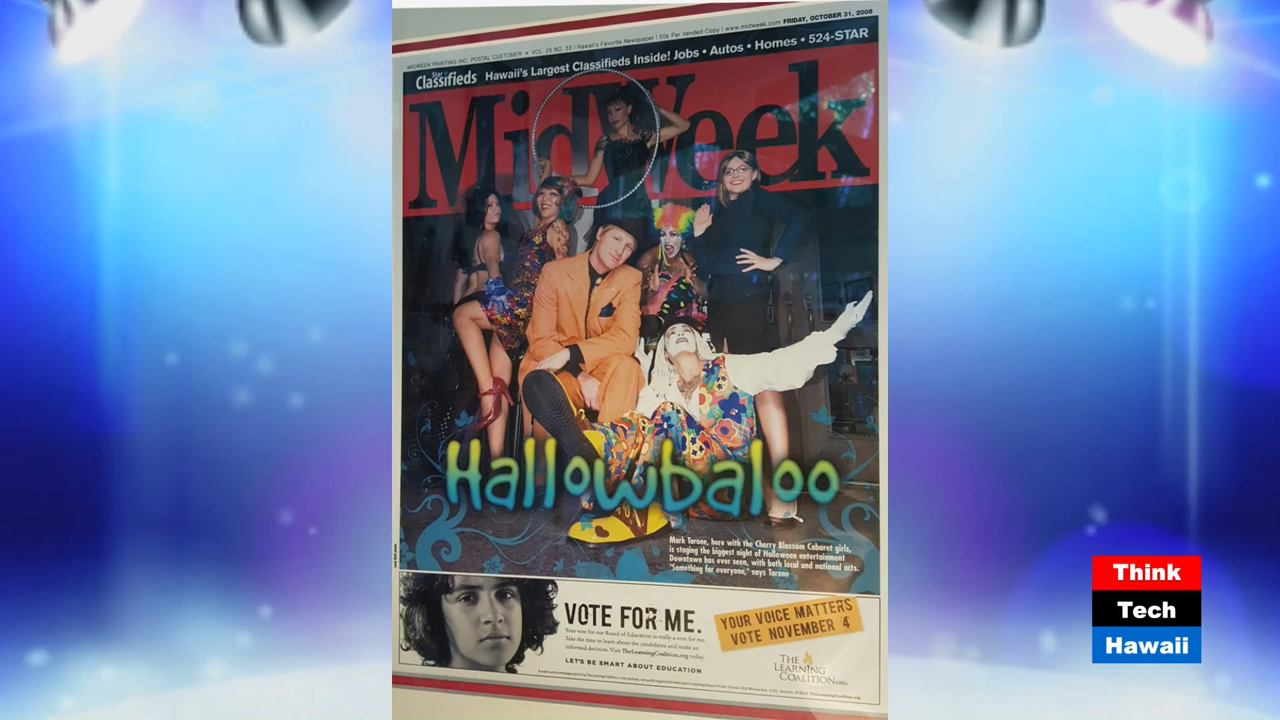 MIDWEEK PRINTING INC. POSTAL CUSTOMER • VOL. 25 NO. 33 | Hawaii's Favorite Newspaper | 50¢ Per Vended Copy | www.midweek.com FRIDAY, OCTOBER 31, 2008
Star Classifieds Hawaii's Largest Classifieds Inside! Jobs • Autos • Homes • 524-STAR
MidWeek
Hallowbaloo
Mark Tarone, here with the Cherry Blossom Cabaret girls,
is staging the biggest night of Halloween entertainment
Downtown has ever seen, with both local and national acts.
'Something for everyone,' says Tarone
VOTE FOR ME.
Your vote for our Board of Education is really a vote for me.
Take the time to learn about the candidates and make an
informed decision. Visit TheLearningCoalition.org today.
LET'S BE SMART ABOUT EDUCATION
YOUR VOICE MATTERS
VOTE NOVEMBER 4
THE
LEARNING
COALITION.ORG
Think
Tech
Hawaii